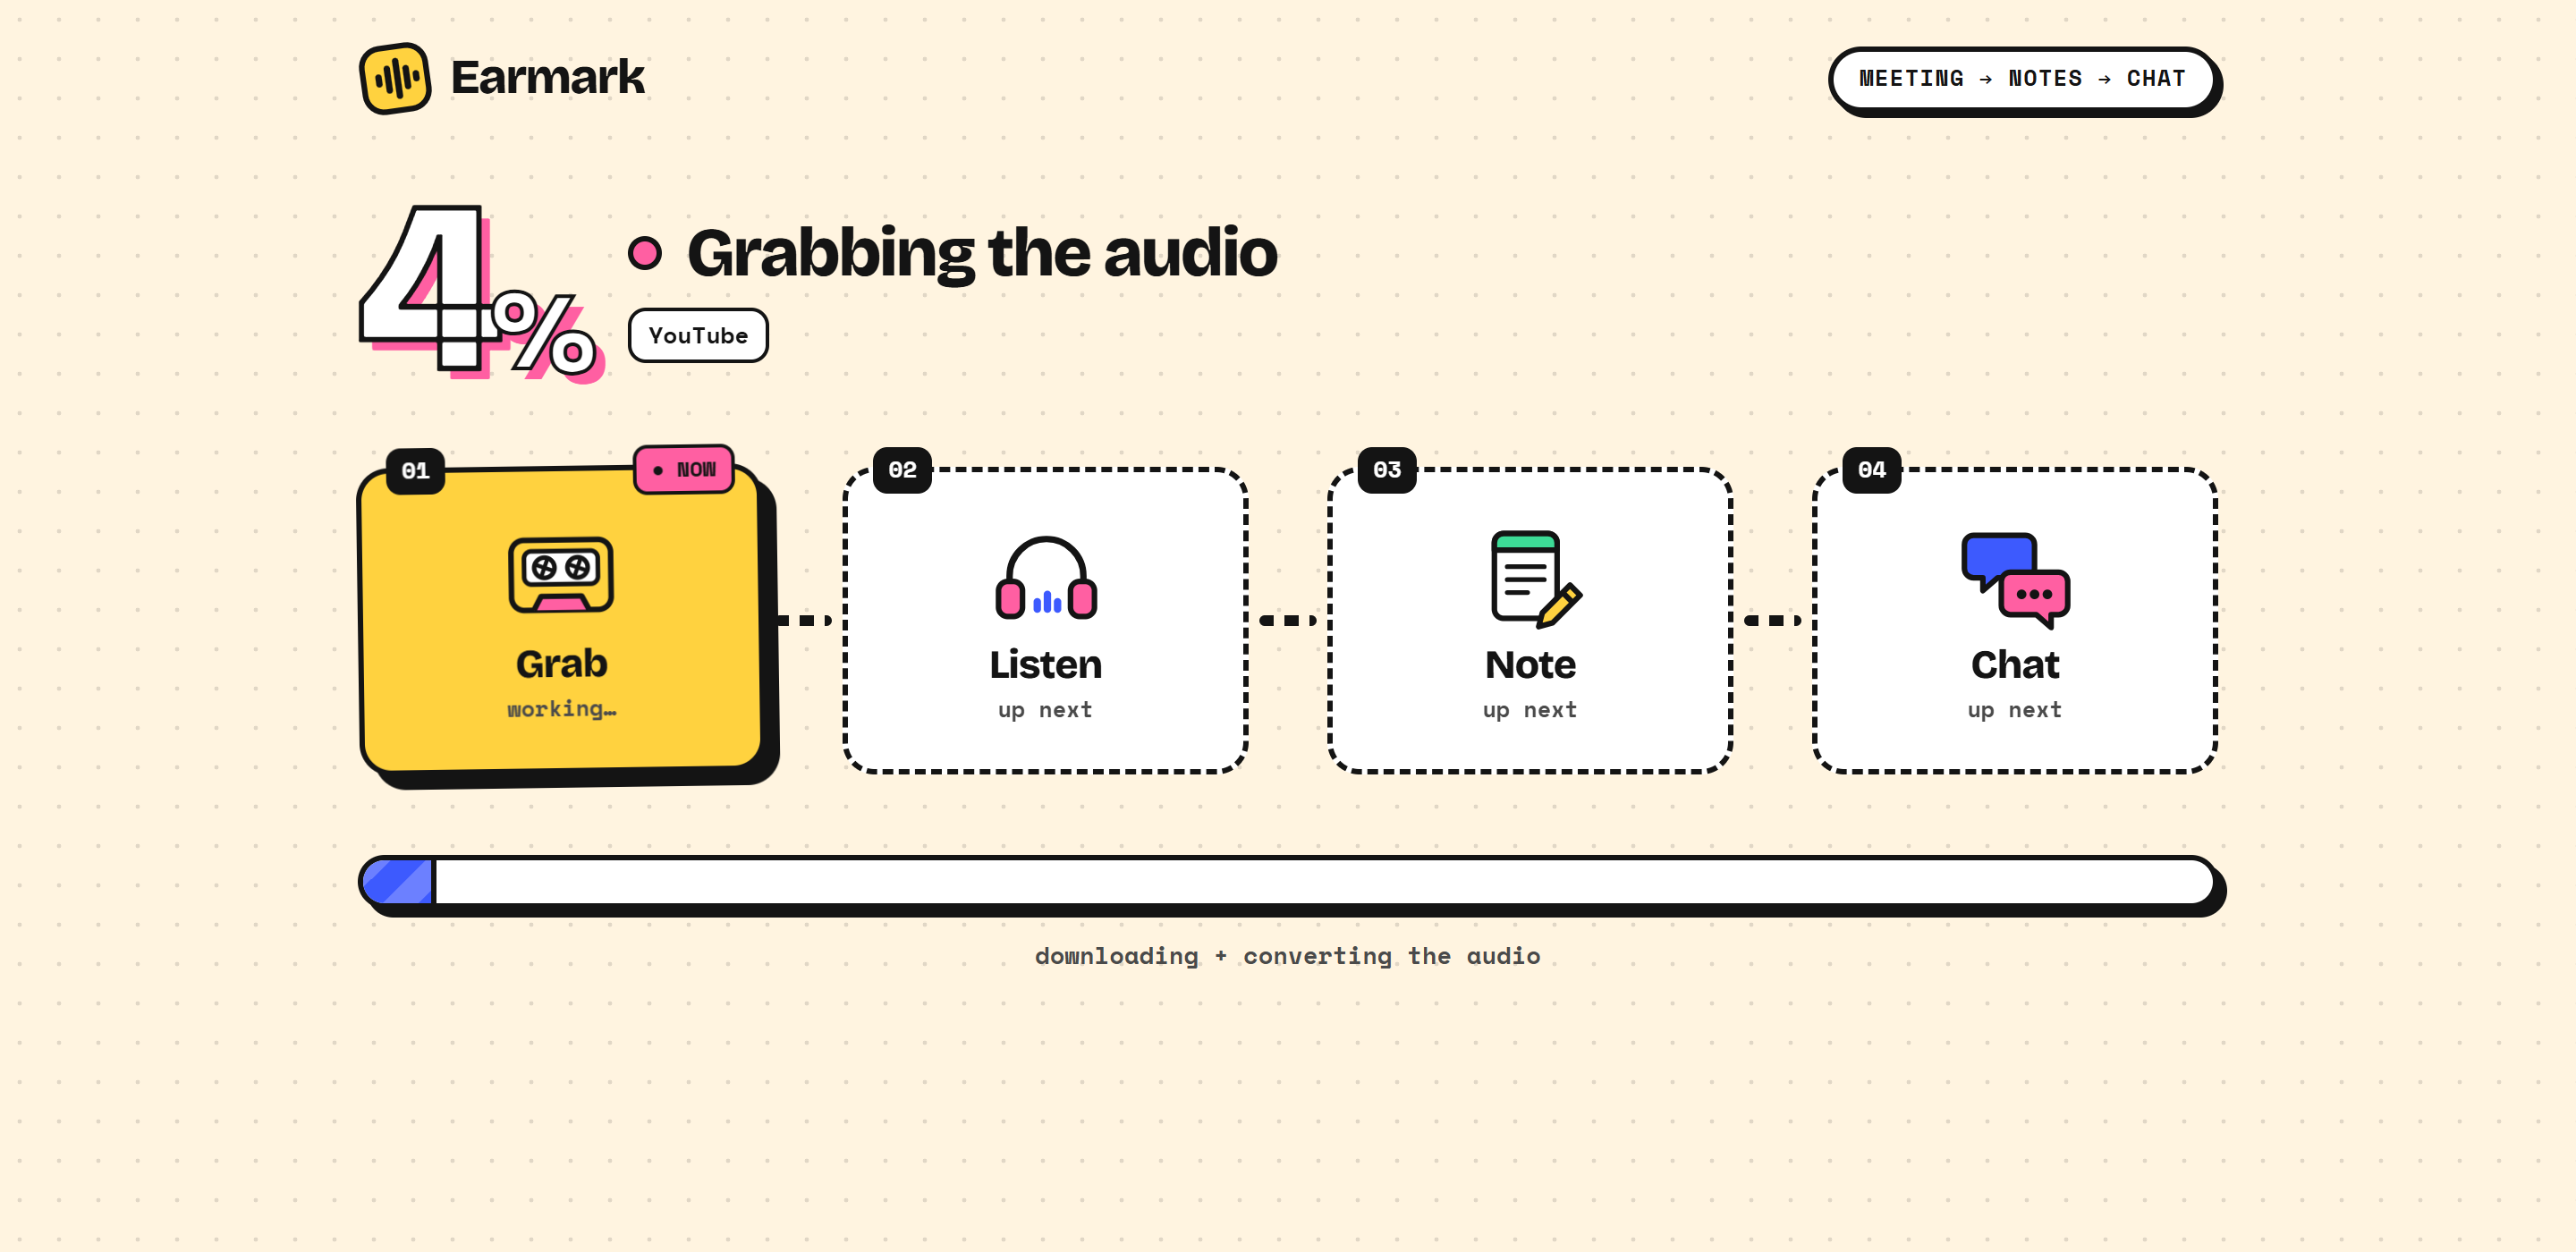 Earmark
MEETING → NOTES → CHAT
4%
Grabbing the audio
YouTube
01
• NOW
Grab
working…
02
Listen
up next
03
Note
up next
04
Chat
up next
downloading + converting the audio